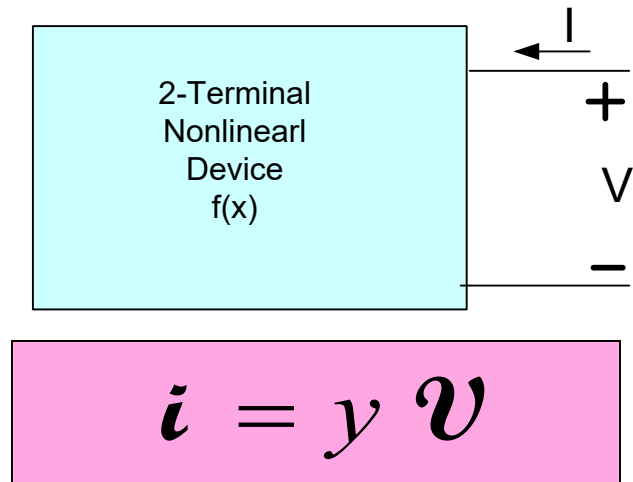 I
2-Terminal
Nonlinearl
Device
f(x)
+
V
−
i = y v